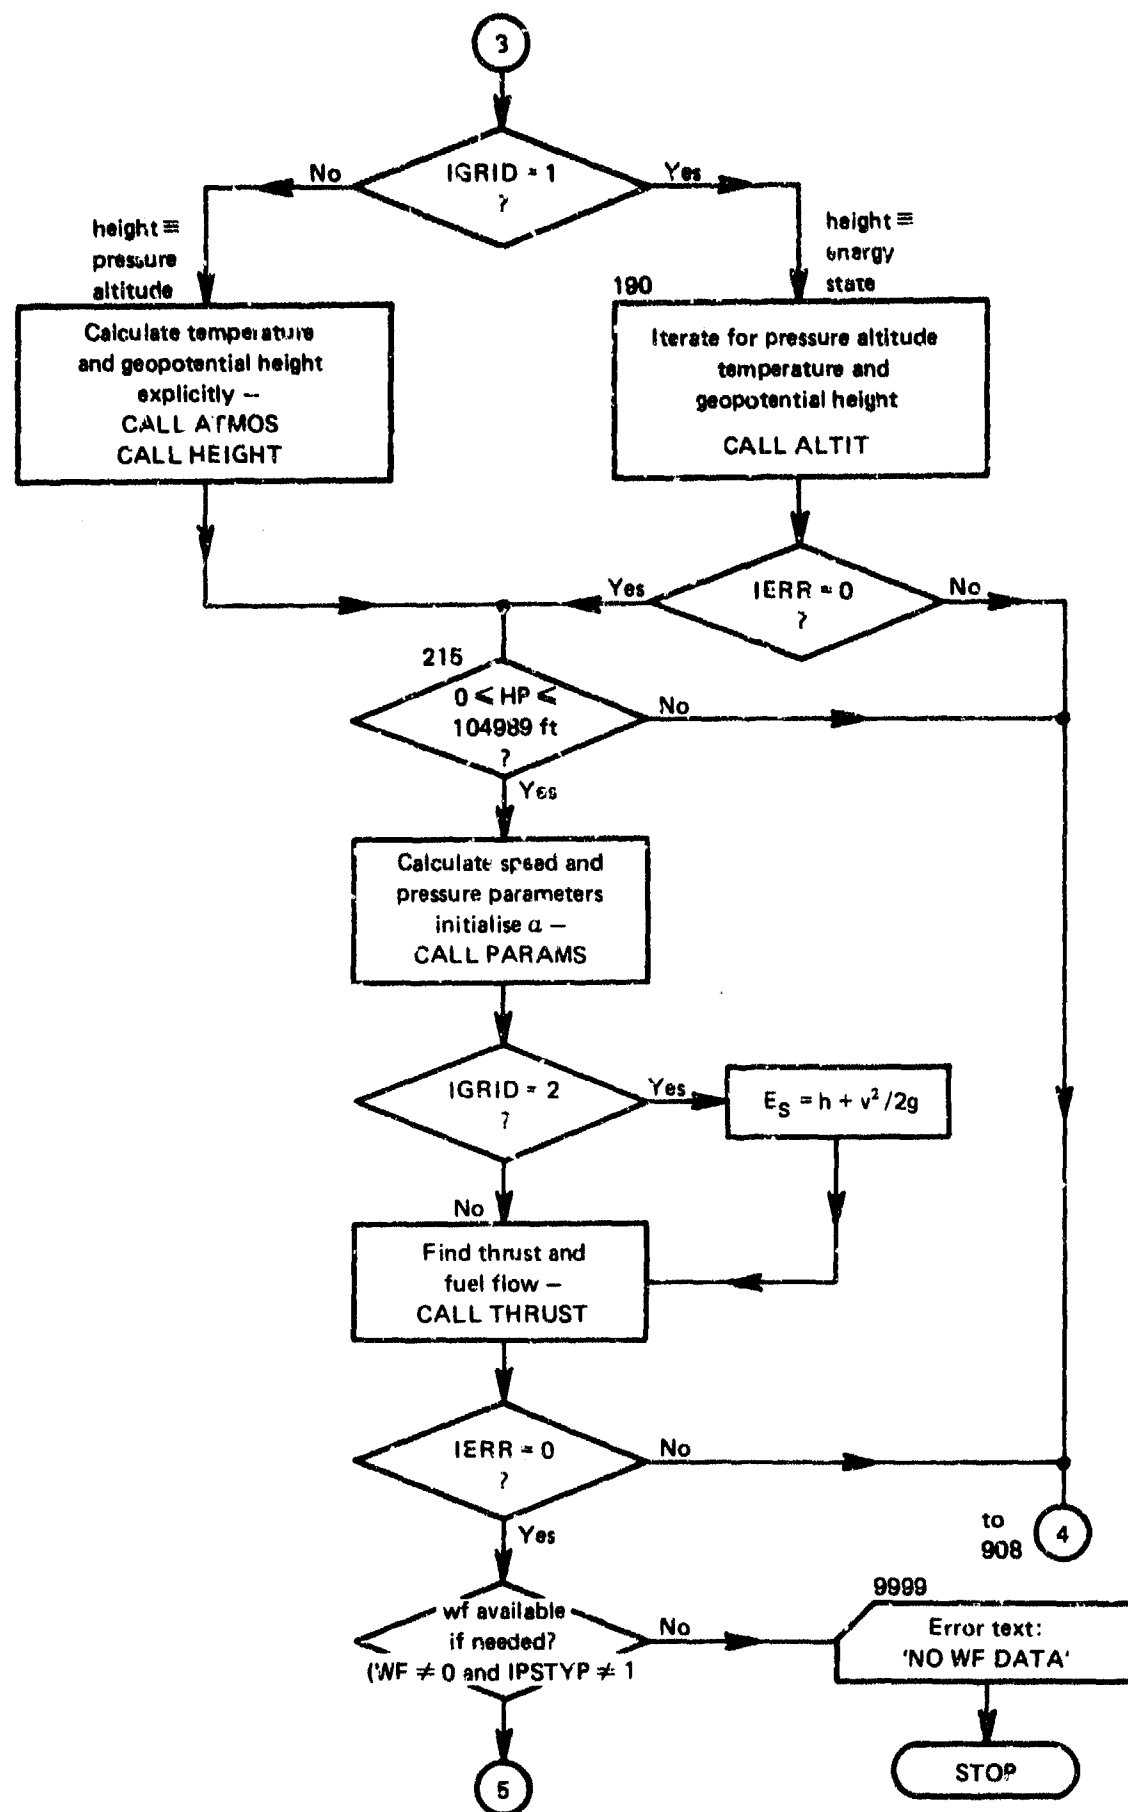 3
IGRID = 1
?
No
Yes
height ≡
pressure
altitude
height ≡
energy
state
190
Calculate temperature
and geopotential height
explicitly –
CALL ATMOS
CALL HEIGHT
Iterate for pressure altitude
temperature and
geopotential height
CALL ALTIT
IERR = 0
?
Yes
No
215
0 ⩽ HP ⩽
104989 ft
?
No
Yes
Calculate speed and
pressure parameters
initialise α –
CALL PARAMS
IGRID = 2
?
Yes
E_S = h + v²/2g
No
Find thrust and
fuel flow –
CALL THRUST
IERR = 0
?
No
Yes
to
908
4
wf available
if needed?
(WF ≠ 0 and IPSTYP ≠ 1
No
9999
Error text:
'NO WF DATA'
STOP
5